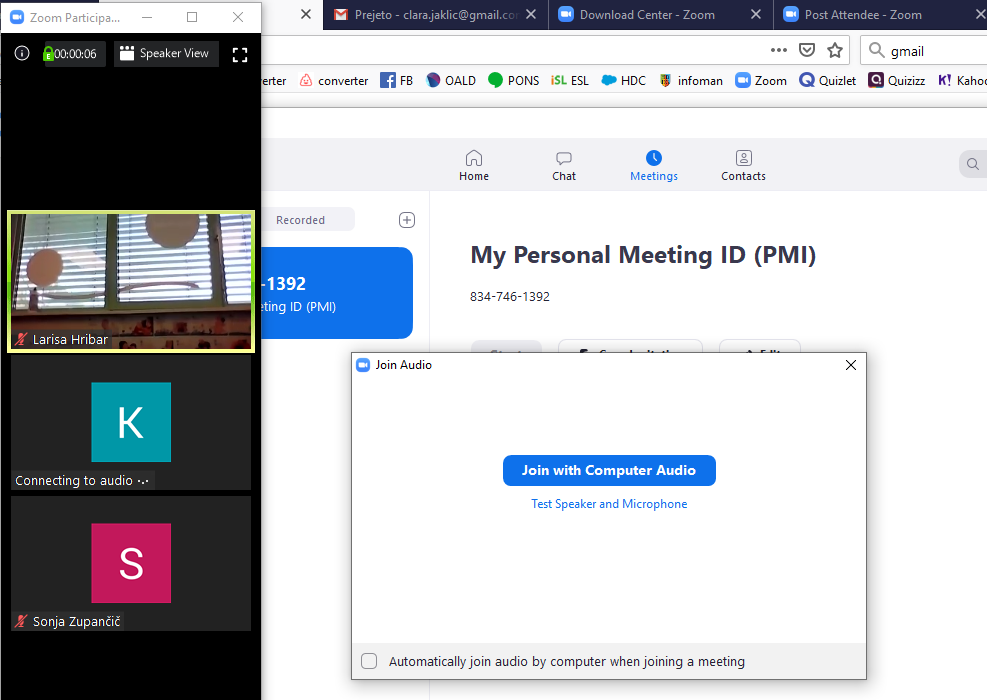 Zoom Participa...
00:00:06
Speaker View
Larisa Hribar
K
Connecting to audio
S
Sonja Zupančič
Prejeto - clara.jaklic@gmail.co
Download Center - Zoom
Post Attendee - Zoom
gmail
verter
converter
FB
OALD
PONS
iSL ESL
HDC
infoman
Zoom
Quizlet
Quizizz
K! Kahoo
Home
Chat
Meetings
Contacts
Recorded
-1392
eting ID (PMI)
My Personal Meeting ID (PMI)
834-746-1392
Join Audio
Join with Computer Audio
Test Speaker and Microphone
Automatically join audio by computer when joining a meeting